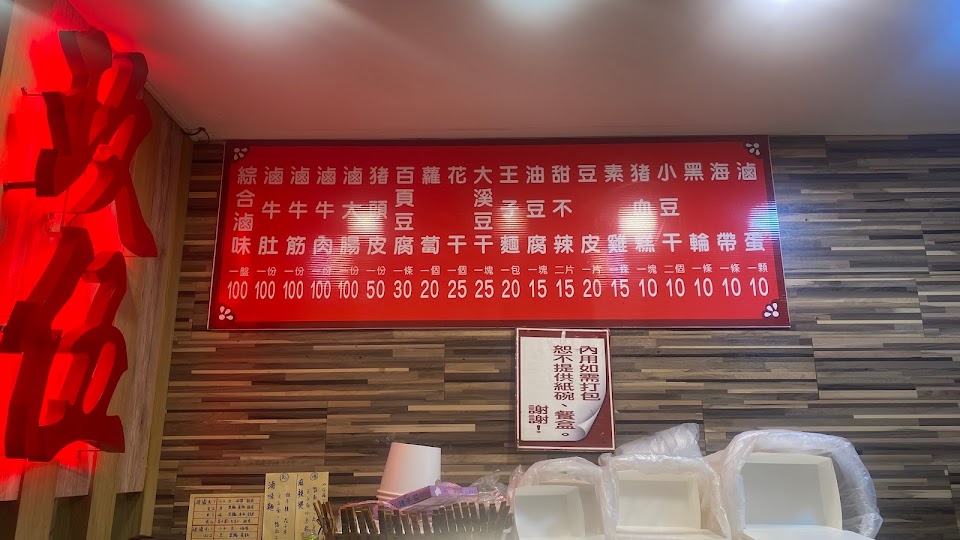 滷蛋 一顆 10
海帶 一條 10
黑輪 一條 10
小豆干 二個 10
猪血糕 一塊 10
素雞 一條 15
豆皮 一片 20
甜不辣 二片 15
油豆腐 一塊 15
王子麵 一包 20
大溪豆干 一塊 25
花干 一個 25
蘿萄 一個 20
百頁豆腐 一條 30
猪頭皮 一份 50
滷大腸 一份 100
滷牛肉 一份 100
滷牛筋 一份 100
滷牛肚 一份 100
綜合滷味 一盤 100
內用如需打包
恕不提供紙碗、餐盒。
謝謝!
滷味麵